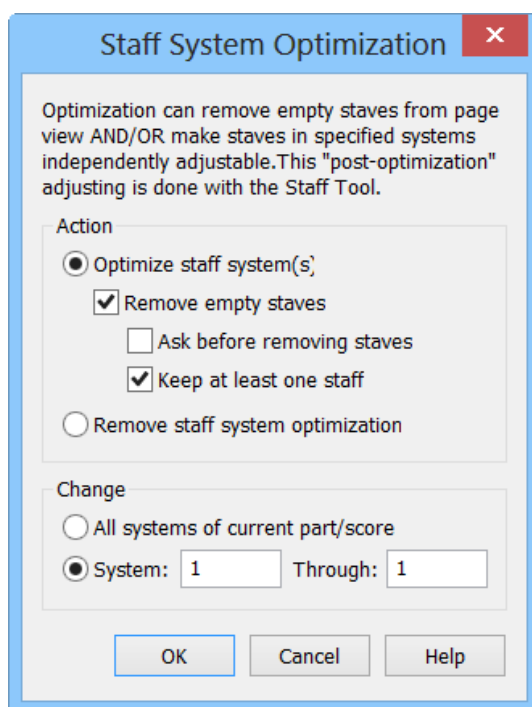 Staff System Optimization
Optimization can remove empty staves from page
view AND/OR make staves in specified systems
independently adjustable.This "post-optimization"
adjusting is done with the Staff Tool.
Action
Optimize staff system(s)
Remove empty staves
Ask before removing staves
Keep at least one staff
Remove staff system optimization
Change
All systems of current part/score
System: 1 Through: 1
OK Cancel Help